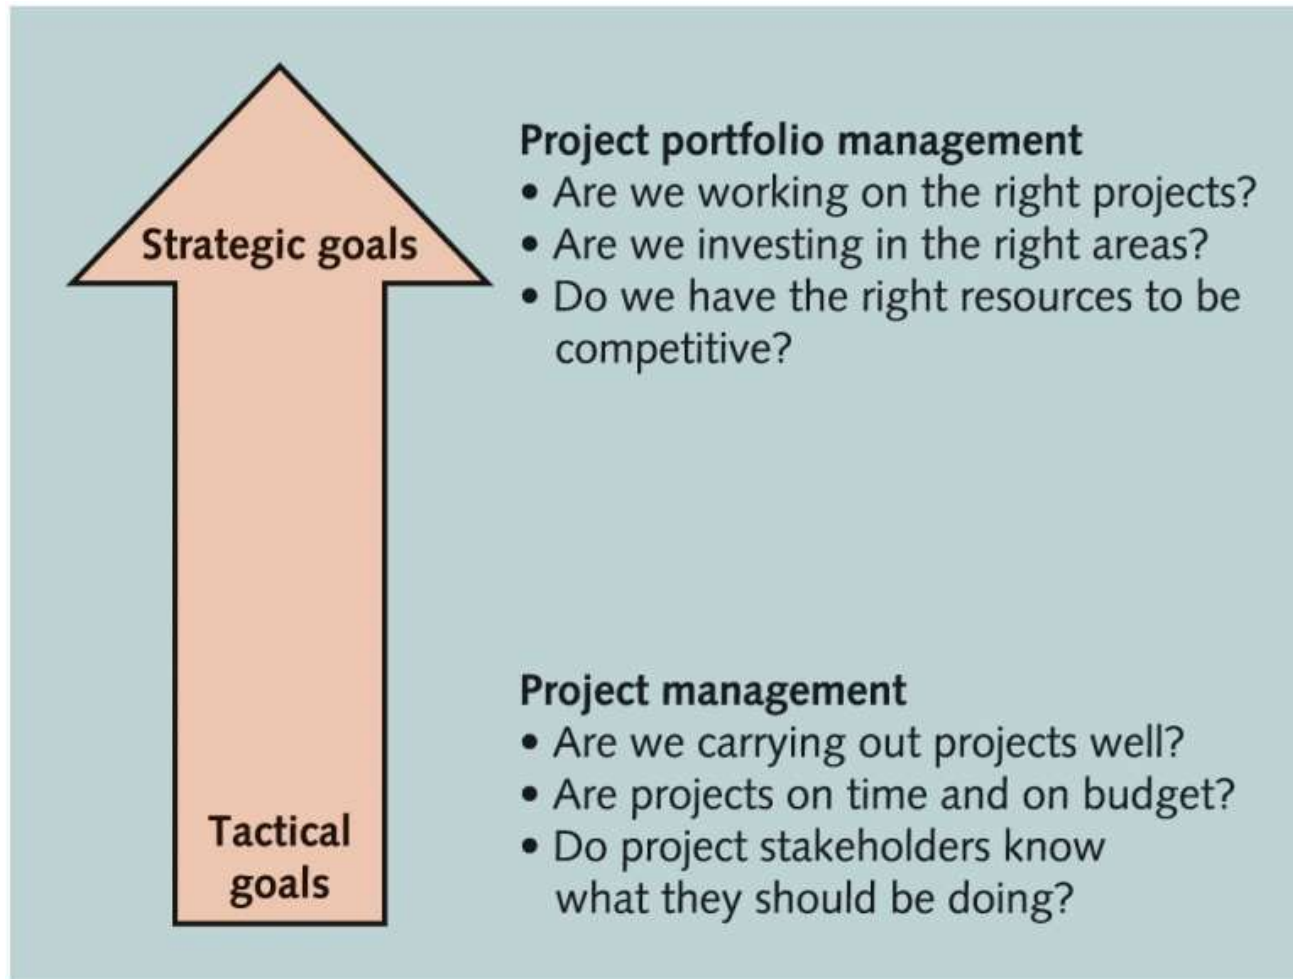 Strategic goals
Tactical
goals
Project portfolio management
• Are we working on the right projects?
• Are we investing in the right areas?
• Do we have the right resources to be
competitive?
Project management
• Are we carrying out projects well?
• Are projects on time and on budget?
• Do project stakeholders know
what they should be doing?